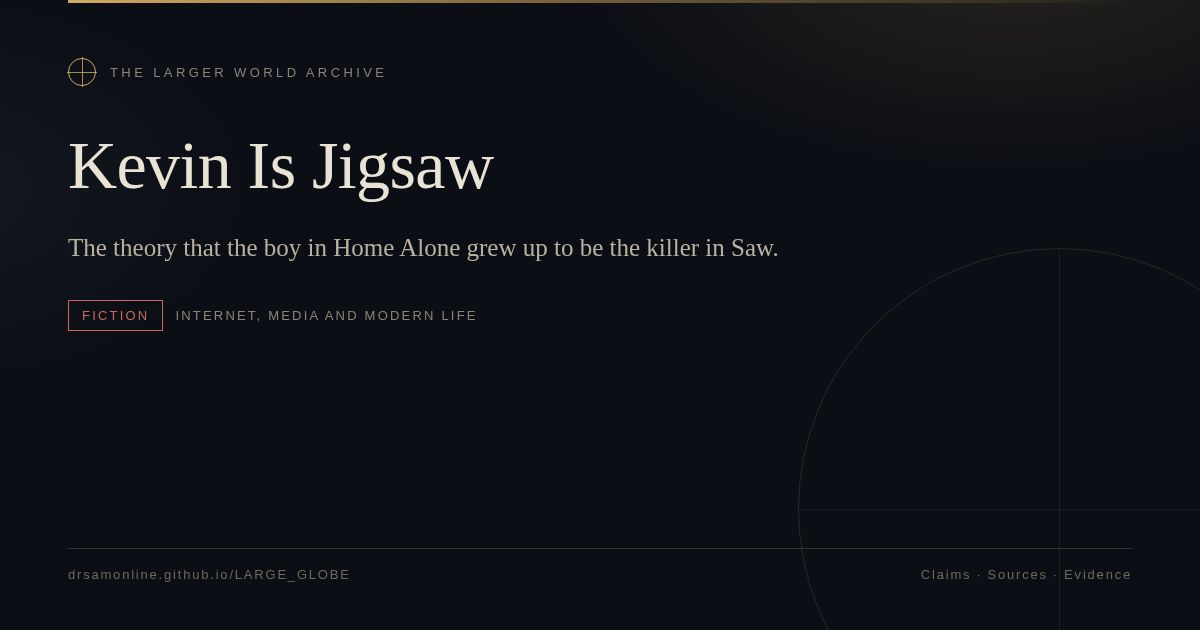 THE LARGER WORLD ARCHIVE
Kevin Is Jigsaw
The theory that the boy in Home Alone grew up to be the killer in Saw.
FICTION INTERNET, MEDIA AND MODERN LIFE
drsamonline.github.io/LARGE_GLOBE Claims · Sources · Evidence